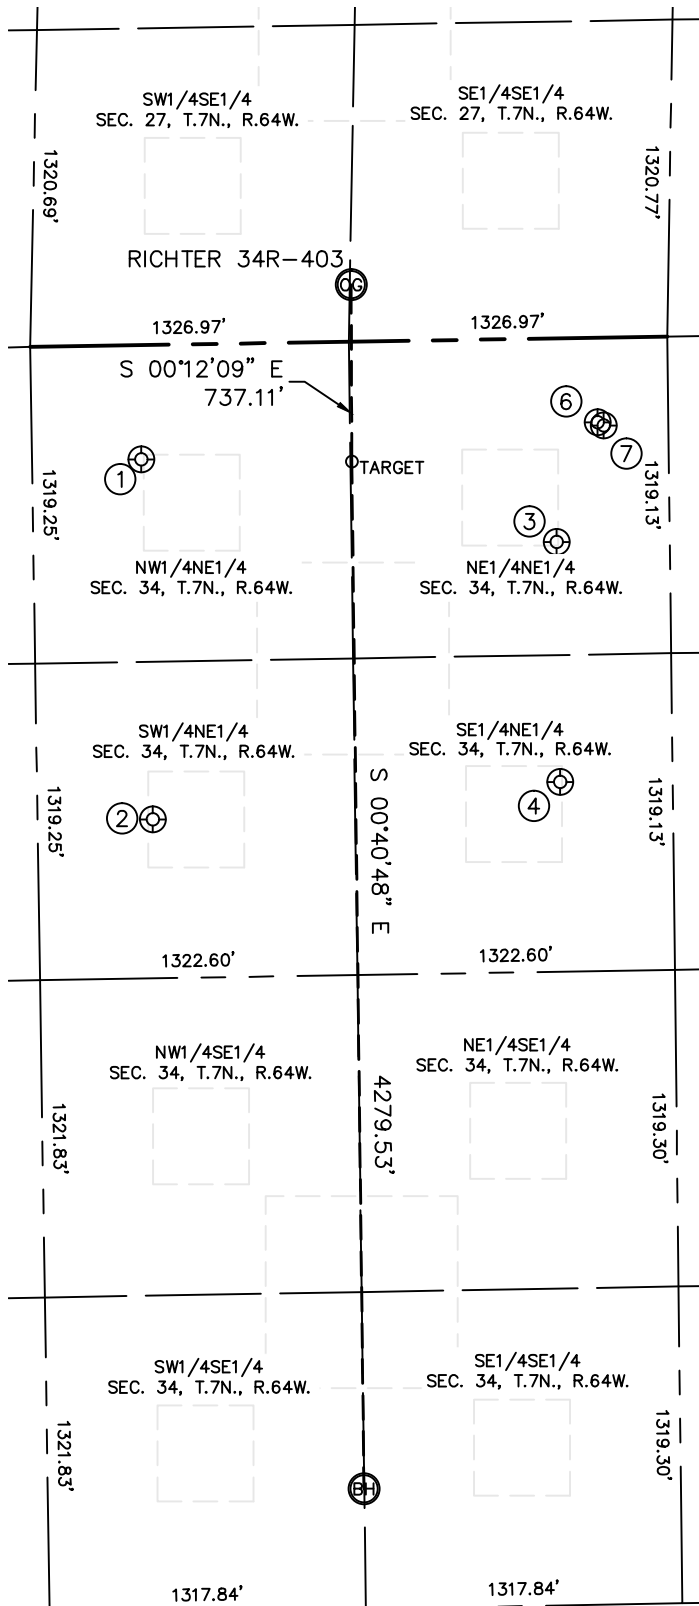 SW1/4SE1/4
SEC. 27, T.7N., R.64W.
SE1/4SE1/4
SEC. 27, T.7N., R.64W.
1320.69'
1320.77'
RICHTER 34R-403
OG
1326.97'
1326.97'
S 00°12'09" E
737.11'
6
7
1
TARGET
1319.25'
1319.13'
3
NW1/4NE1/4
SEC. 34, T.7N., R.64W.
NE1/4NE1/4
SEC. 34, T.7N., R.64W.
SW1/4NE1/4
SEC. 34, T.7N., R.64W.
SE1/4NE1/4
SEC. 34, T.7N., R.64W.
1319.25'
2
S 00°40'48" E
4
1319.13'
1322.60'
1322.60'
NW1/4SE1/4
SEC. 34, T.7N., R.64W.
NE1/4SE1/4
SEC. 34, T.7N., R.64W.
1321.83'
4279.53'
1319.30'
SW1/4SE1/4
SEC. 34, T.7N., R.64W.
SE1/4SE1/4
SEC. 34, T.7N., R.64W.
1321.83'
1319.30'
BH
1317.84'
1317.84'